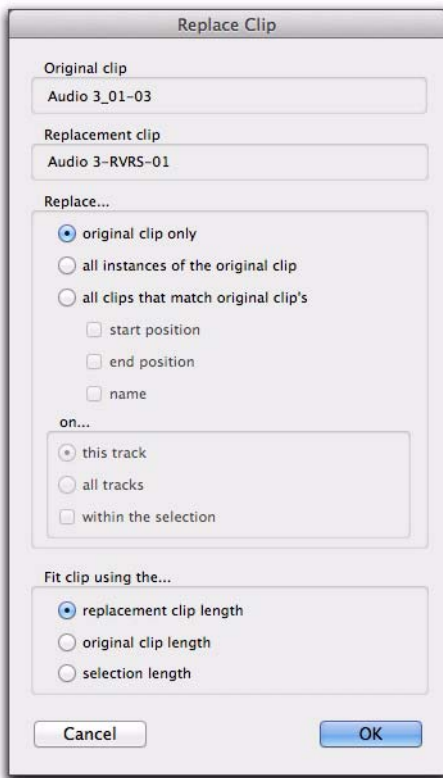 Replace Clip
Original clip
Audio 3_01-03
Replacement clip
Audio 3-RVRS-01
Replace...
original clip only
all instances of the original clip
all clips that match original clip's
start position
end position
name
on...
this track
all tracks
within the selection
Fit clip using the...
replacement clip length
original clip length
selection length
Cancel
OK